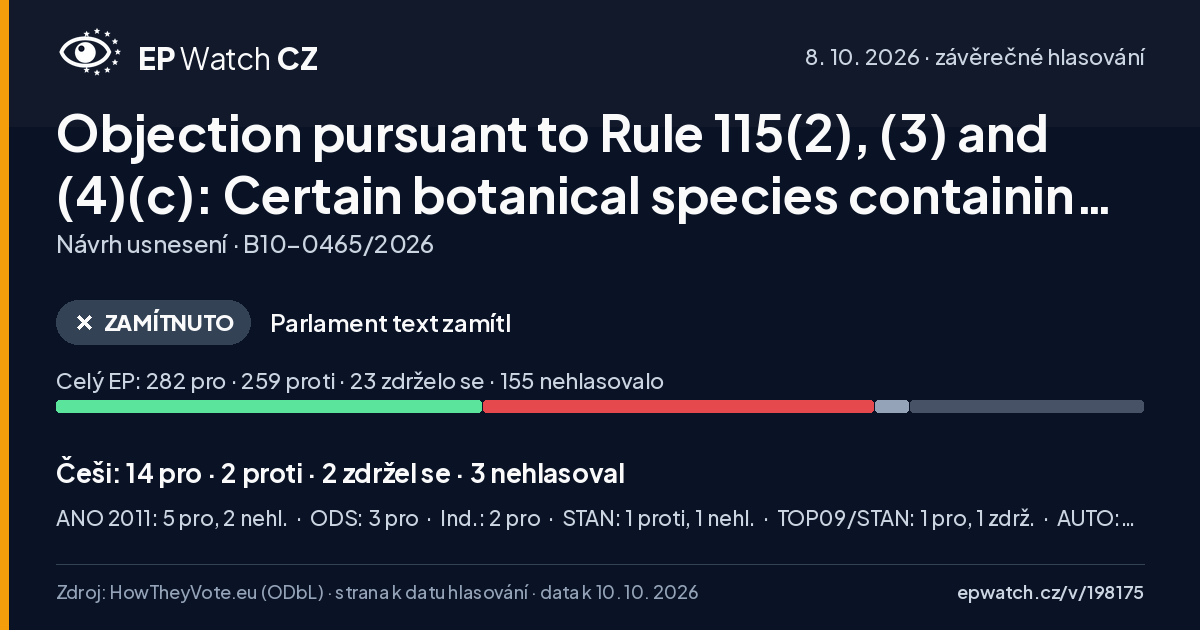 EP Watch CZ
8. 10. 2026 · závěrečné hlasování
Objection pursuant to Rule 115(2), (3) and
(4)(c): Certain botanical species containin…
Návrh usnesení · B10-0465/2026
✕ ZAMÍTNUTO
Parlament text zamítl
Celý EP: 282 pro · 259 proti · 23 zdrželo se · 155 nehlasovalo
Češi: 14 pro · 2 proti · 2 zdržel se · 3 nehlasoval
ANO 2011: 5 pro, 2 nehl. · ODS: 3 pro · Ind.: 2 pro · STAN: 1 proti, 1 nehl. · TOP09/STAN: 1 pro, 1 zdrž. · AUTO:…
Zdroj: HowTheyVote.eu (ODbL) · strana k datu hlasování · data k 10. 10. 2026
epwatch.cz/v/198175